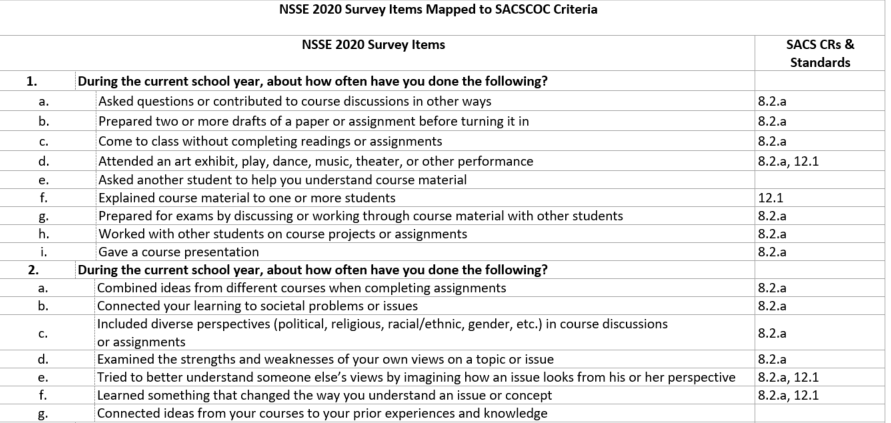 NSSE 2020 Survey Items Mapped to SACSCOC Criteria
NSSE 2020 Survey Items
SACS CRs &
Standards
1. During the current school year, about how often have you done the following?
a. Asked questions or contributed to course discussions in other ways 8.2.a
b. Prepared two or more drafts of a paper or assignment before turning it in 8.2.a
c. Come to class without completing readings or assignments 8.2.a
d. Attended an art exhibit, play, dance, music, theater, or other performance 8.2.a, 12.1
e. Asked another student to help you understand course material
f. Explained course material to one or more students 12.1
g. Prepared for exams by discussing or working through course material with other students 8.2.a
h. Worked with other students on course projects or assignments 8.2.a
i. Gave a course presentation 8.2.a
2. During the current school year, about how often have you done the following?
a. Combined ideas from different courses when completing assignments 8.2.a
b. Connected your learning to societal problems or issues 8.2.a
c. Included diverse perspectives (political, religious, racial/ethnic, gender, etc.) in course discussions
or assignments 8.2.a
d. Examined the strengths and weaknesses of your own views on a topic or issue 8.2.a
e. Tried to better understand someone else’s views by imagining how an issue looks from his or her perspective 8.2.a, 12.1
f. Learned something that changed the way you understand an issue or concept 8.2.a, 12.1
g. Connected ideas from your courses to your prior experiences and knowledge